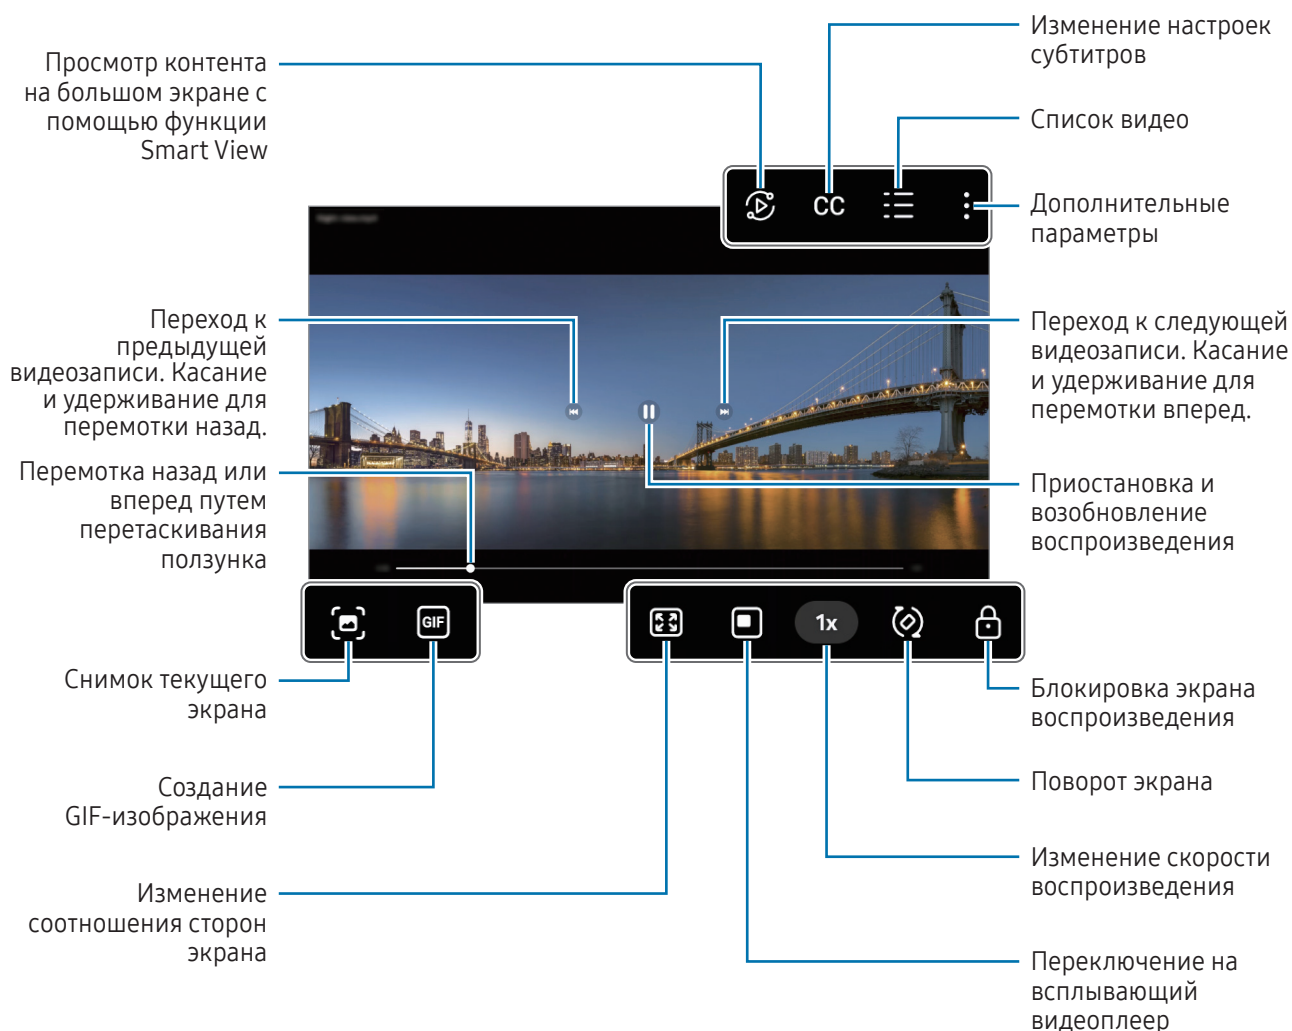 Изменение настроек
субтитров
Просмотр контента
на большом экране с
помощью функции
Smart View
Список видео
CC
Дополнительные
параметры
Переход к
предыдущей
видеозаписи. Касание
и удерживание для
перемотки назад.
Переход к следующей
видеозаписи. Касание
и удерживание для
перемотки вперед.
Перемотка назад или
вперед путем
перетаскивания
ползунка
Приостановка и
возобновление
воспроизведения
GIF
1x
Снимок текущего
экрана
Блокировка экрана
воспроизведения
Создание
GIF-изображения
Поворот экрана
Изменение скорости
воспроизведения
Изменение
соотношения сторон
экрана
Переключение на
всплывающий
видеоплеер